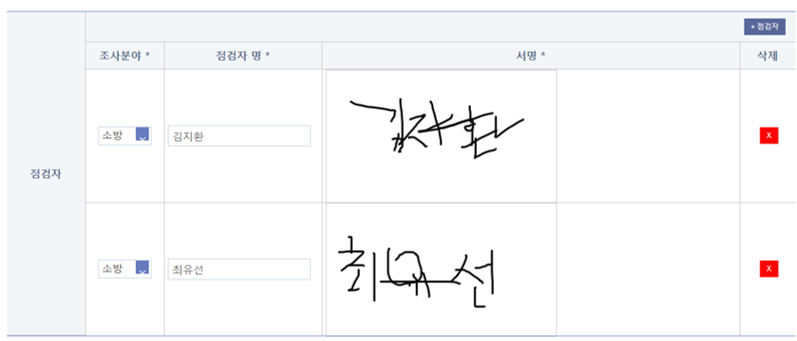 + 점검자
조사분야 * 점검자 명 * 서명 * 삭제
점검자
소방 김지환 김지환 X
소방 최유선 최유선 X